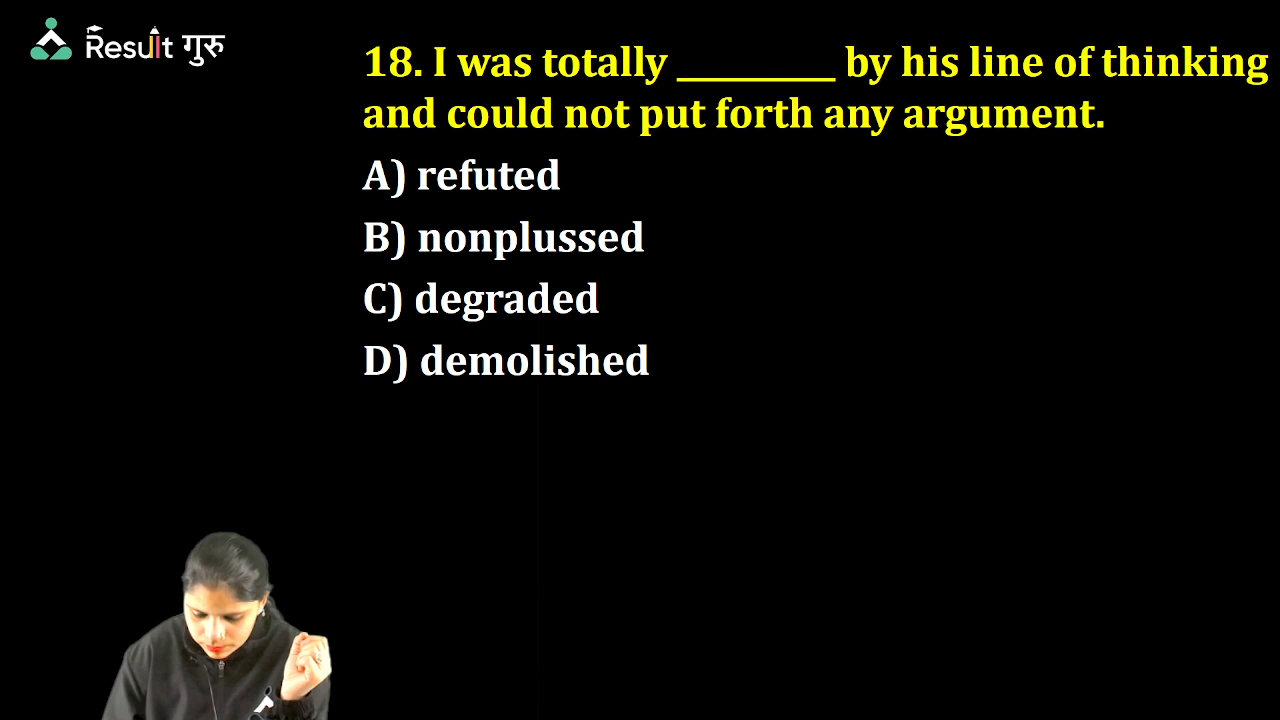 Result गुरु
18. I was totally __________ by his line of thinking
and could not put forth any argument.
A) refuted
B) nonplussed
C) degraded
D) demolished